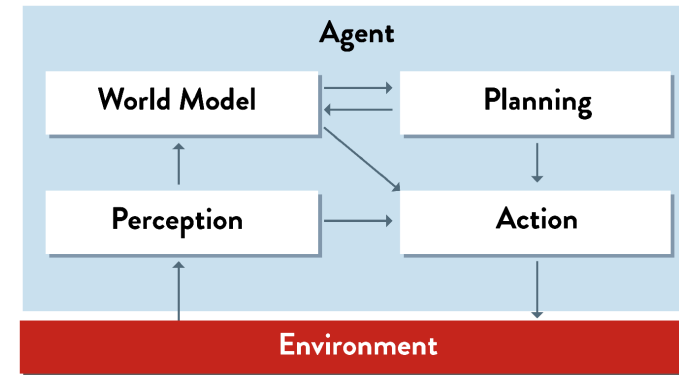 Agent
World Model
Planning
Perception
Action
Environment